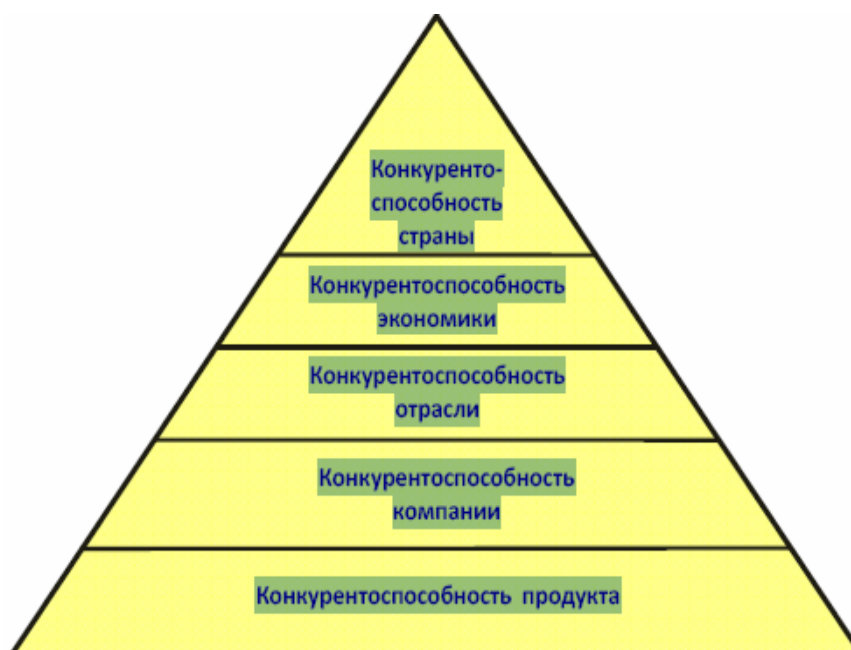 Конкуренто-
способность
страны
Конкурентоспособность
экономики
Конкурентоспособность
отрасли
Конкурентоспособность
компании
Конкурентоспособность продукта